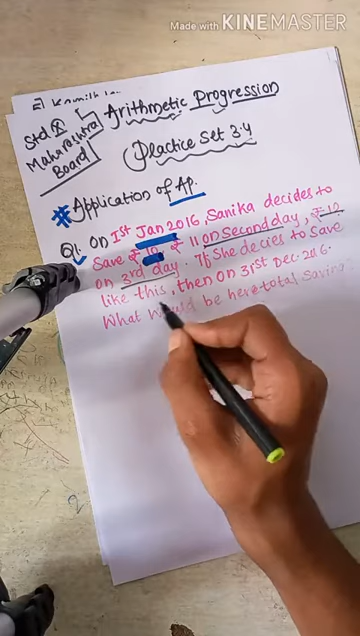 Made with KINEMASTER
Arithmetic Progression
Std X
Maharashtra
Board
Practice Set 3.4
# Application of AP.
Q1. On 1st Jan 2016, Sanika decides to
Save ₹ 10, ₹ 11 on Second day, ₹ 12
on 3rd day. If She decies to Save
like this, then on 31st Dec. 2016.
What would be her total Saving